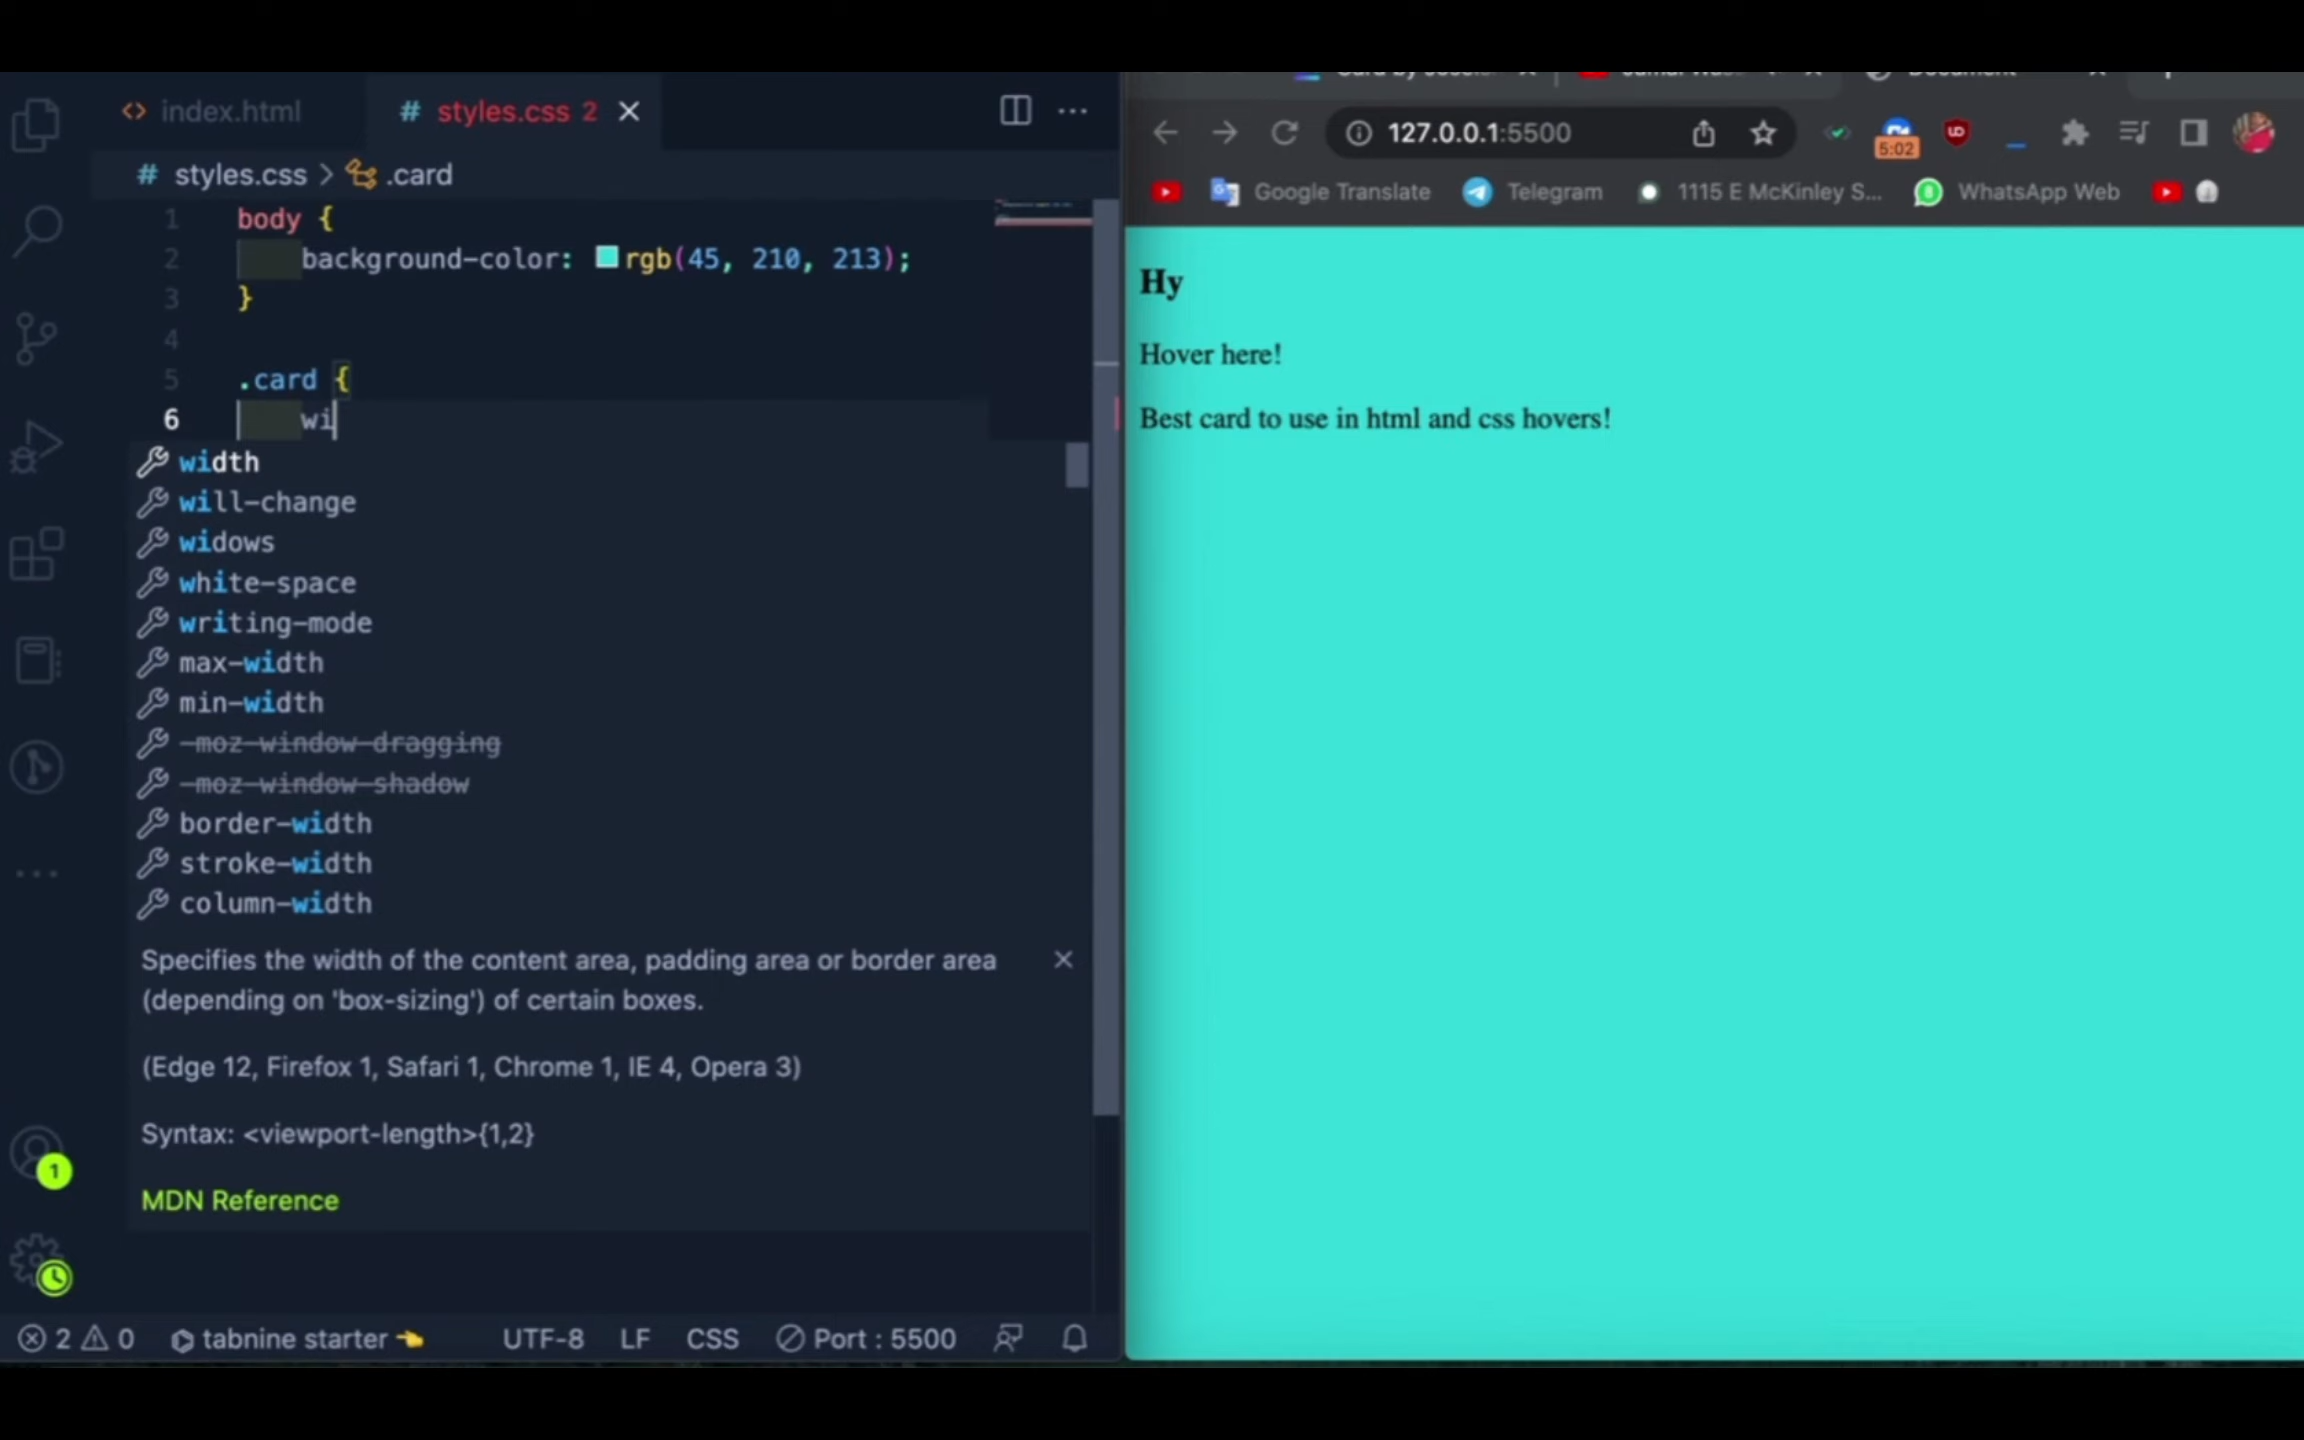 index.html
styles.css 2
styles.css > .card
1 body {
2 background-color: rgb(45, 210, 213);
3 }
4
5 .card {
6 wi
width
will-change
widows
white-space
writing-mode
max-width
min-width
-moz-window-dragging
-moz-window-shadow
border-width
stroke-width
column-width
Specifies the width of the content area, padding area or border area
(depending on 'box-sizing') of certain boxes.
(Edge 12, Firefox 1, Safari 1, Chrome 1, IE 4, Opera 3)
Syntax: <viewport-length>{1,2}
MDN Reference
1
2 0 tabnine starter UTF-8 LF CSS Port : 5500
Card by Document
127.0.0.1:5500
5:02
Google Translate Telegram 1115 E McKinley S... WhatsApp Web
Hy
Hover here!
Best card to use in html and css hovers!